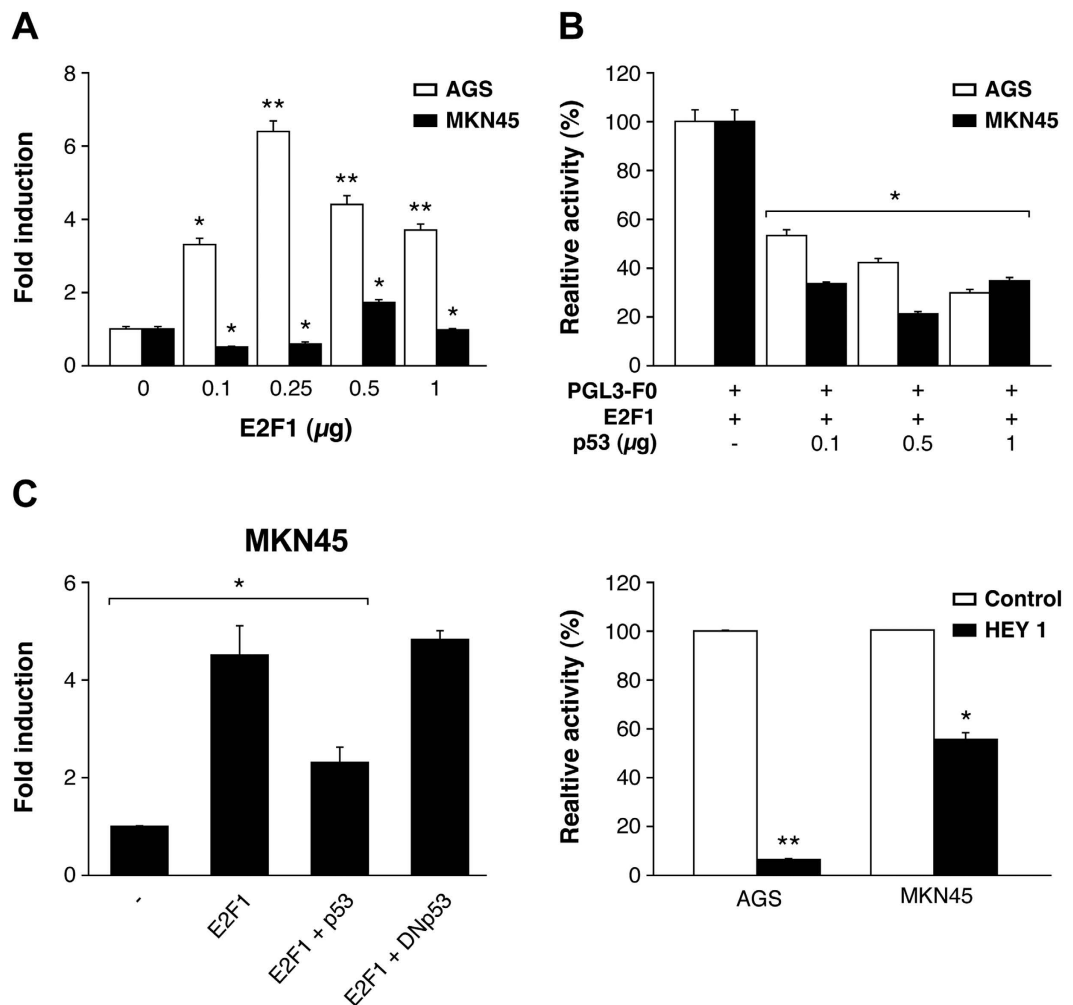 A
8
6
4
2
0
Fold induction
AGS
MKN45
*
*
**
*
**
*
**
*
0
0.1
0.25
0.5
1
E2F1 (µg)
B
120
100
80
60
40
20
0
Realtive activity (%)
AGS
MKN45
*
PGL3-F0 + + + +
E2F1 + + + +
p53 (µg) - 0.1 0.5 1
C
MKN45
6
4
2
0
Fold induction
*
-
E2F1
E2F1 + p53
E2F1 + DNp53
120
100
80
60
40
20
0
Realtive activity (%)
Control
HEY 1
**
*
AGS
MKN45